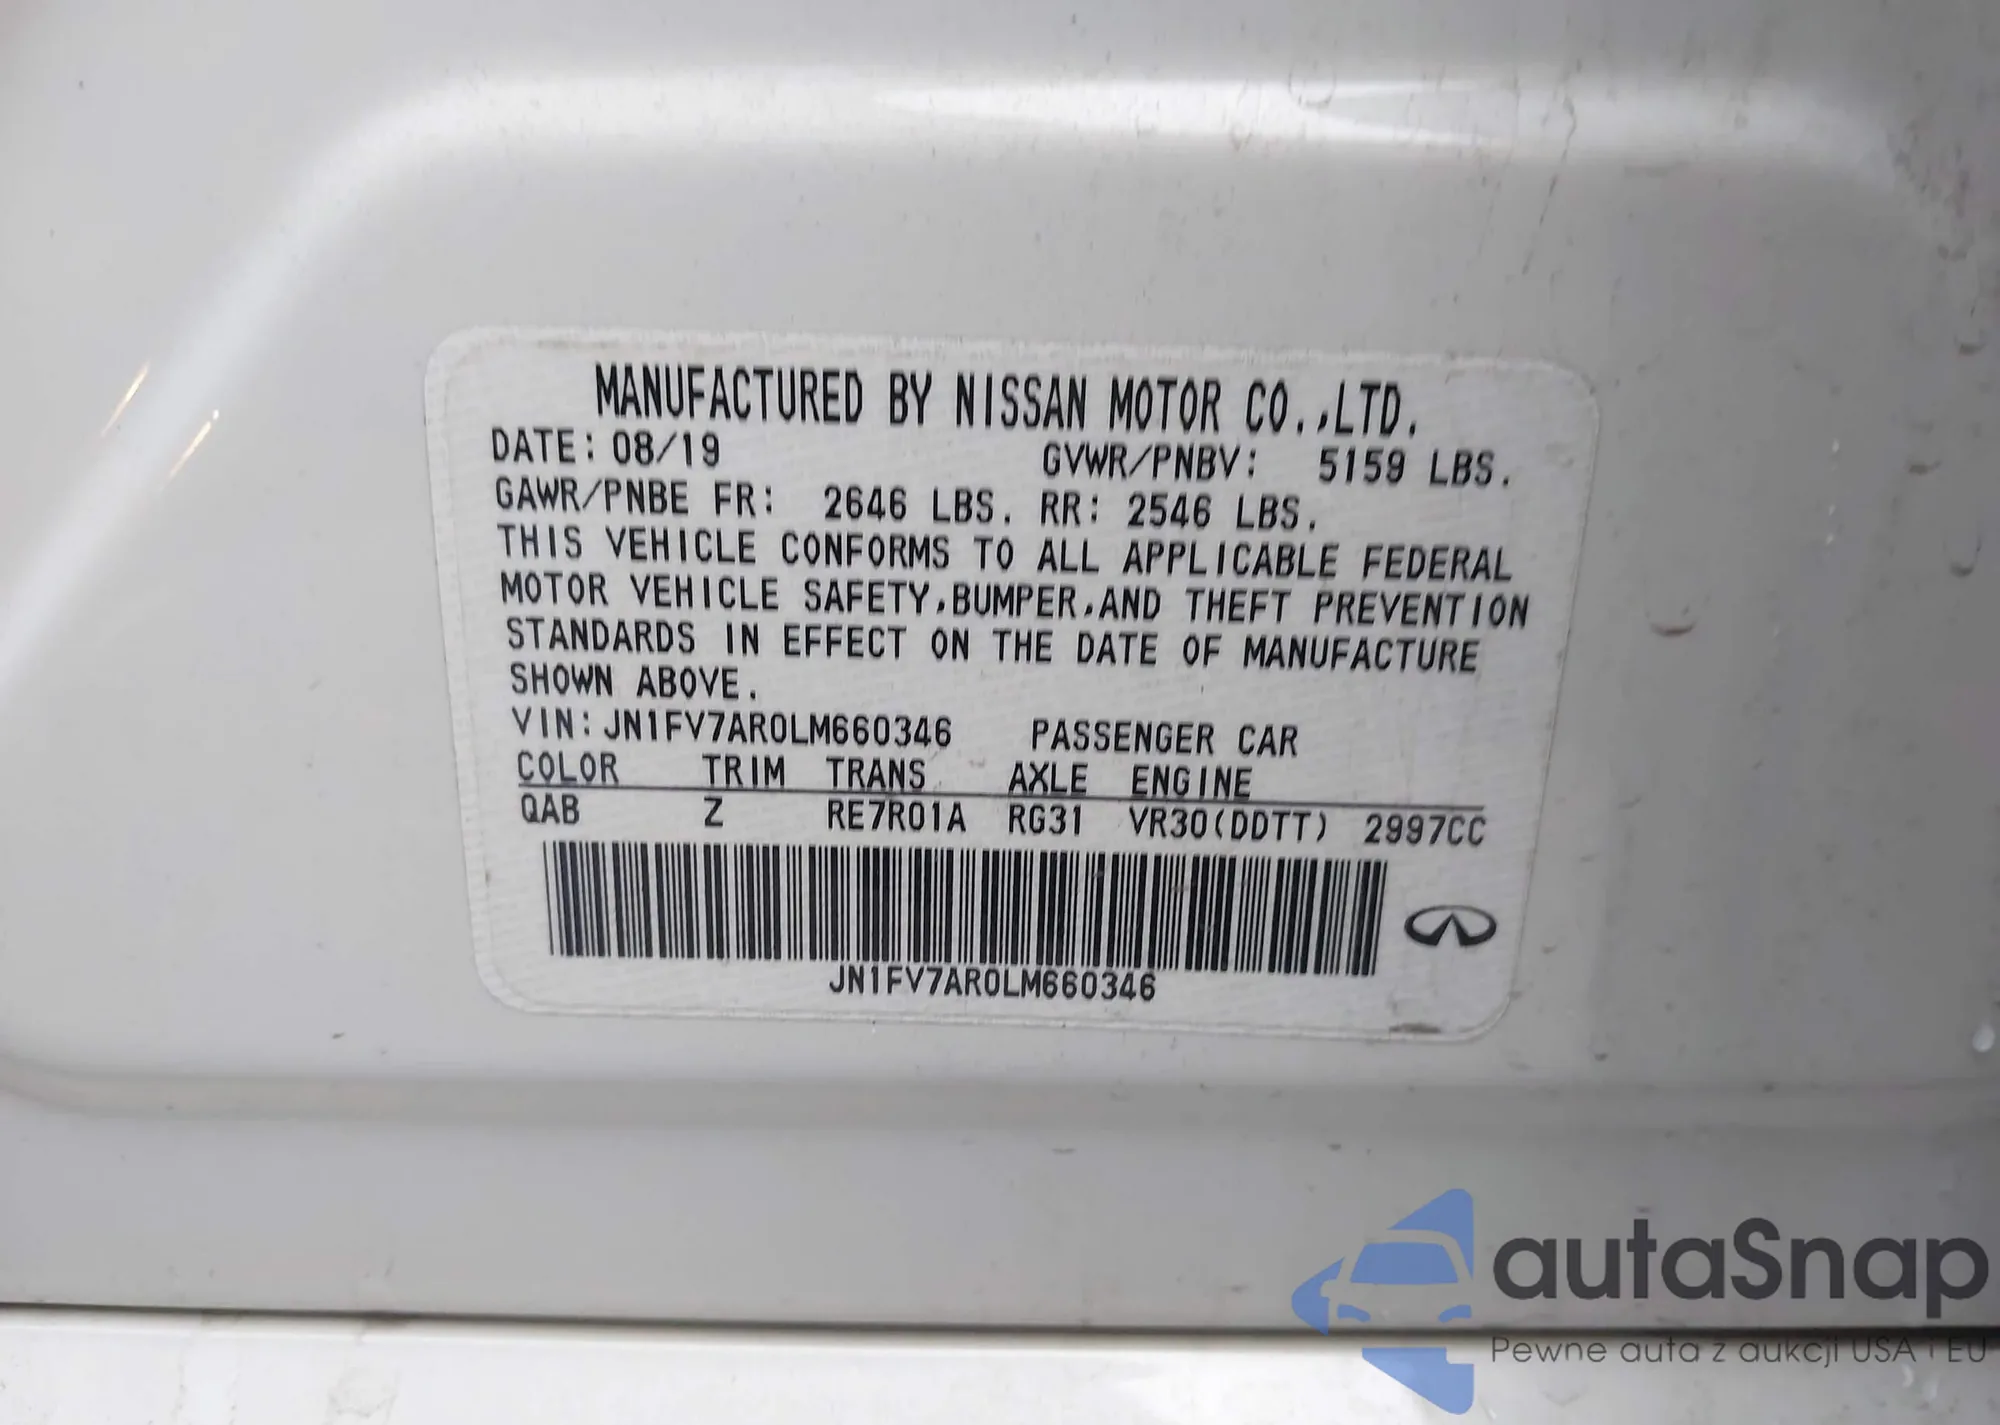 MANUFACTURED BY NISSAN MOTOR CO.,LTD.
DATE: 08/19 GVWR/PNBV: 5159 LBS.
GAWR/PNBE FR: 2646 LBS. RR: 2546 LBS.
THIS VEHICLE CONFORMS TO ALL APPLICABLE FEDERAL
MOTOR VEHICLE SAFETY,BUMPER,AND THEFT PREVENTION
STANDARDS IN EFFECT ON THE DATE OF MANUFACTURE
SHOWN ABOVE.
VIN:JN1FV7AR0LM660346 PASSENGER CAR
COLOR TRIM TRANS AXLE ENGINE
QAB Z RE7R01A RG31 VR30(DDTT) 2997CC
JN1FV7AR0LM660346
autaSnap
Pewne auta z aukcji USA i EU